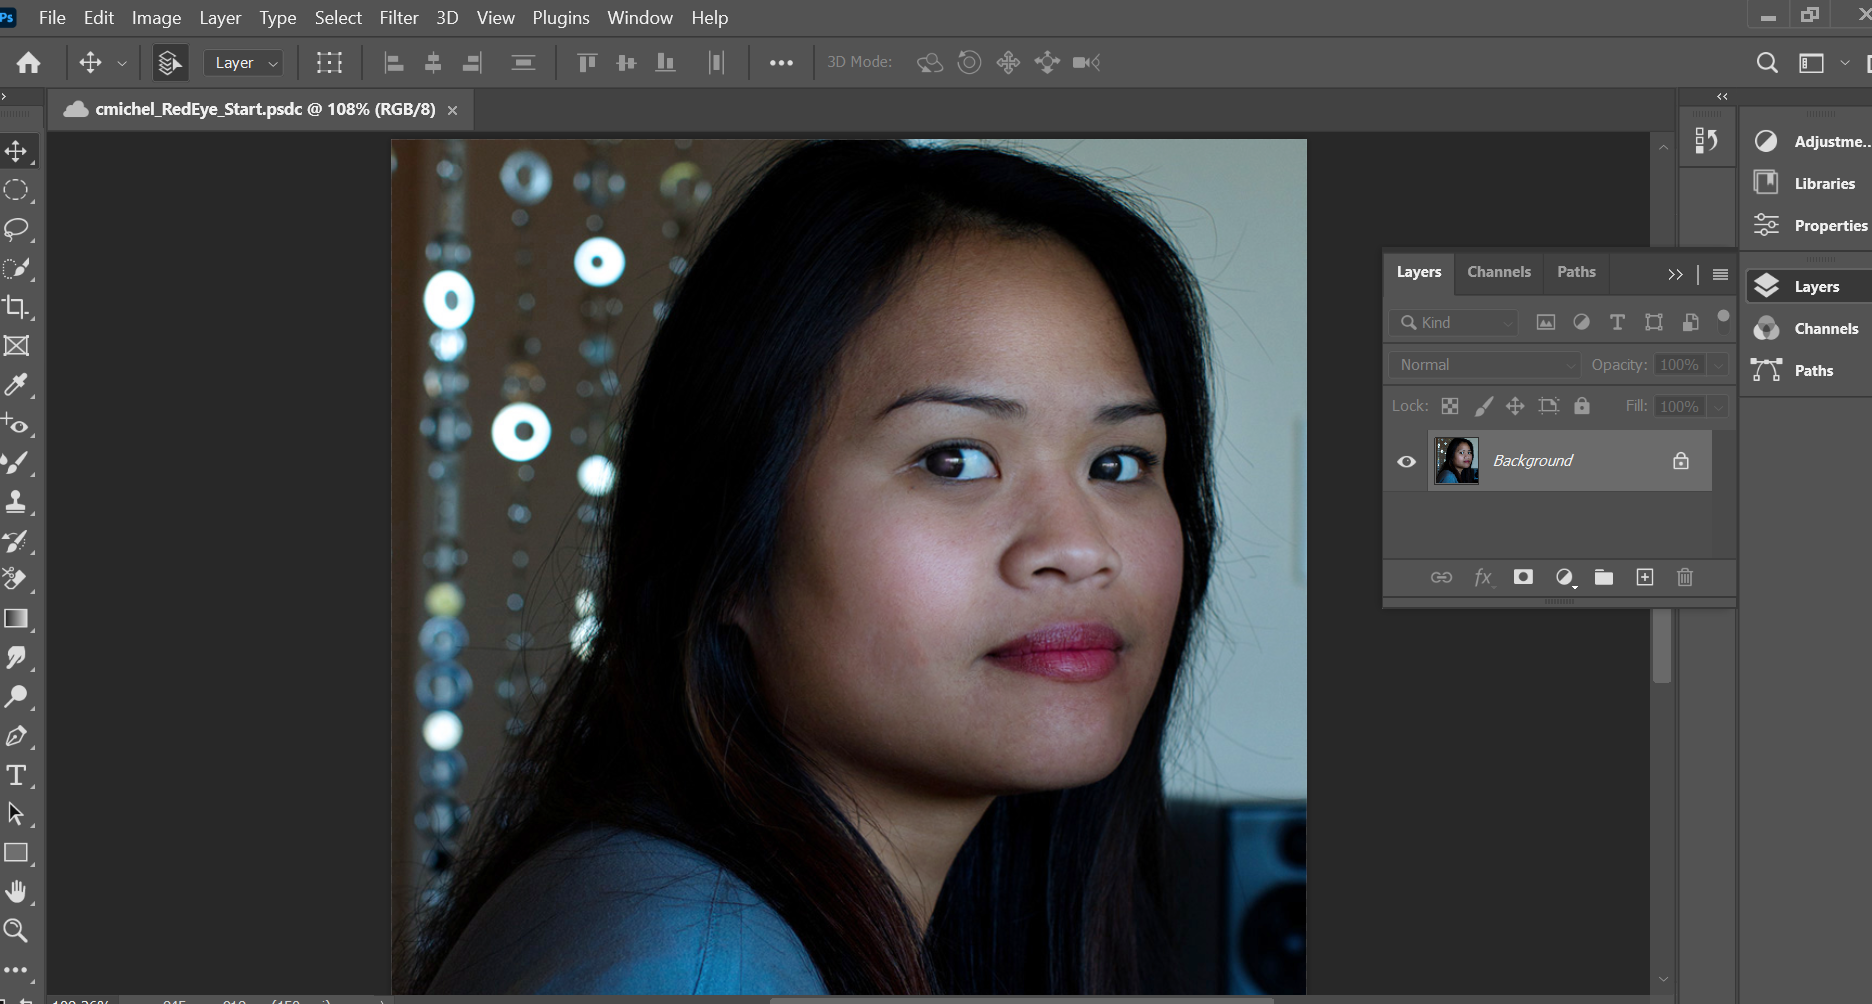 Ps File Edit Image Layer Type Select Filter 3D View Plugins Window Help
Layer 3D Mode:
cmichel_RedEye_Start.psdc @ 108% (RGB/8)
Adjustme...
Libraries
Properties
Layers Channels Paths
Layers
Kind
Channels
Normal Opacity: 100%
Paths
Lock: Fill: 100%
Background
fx